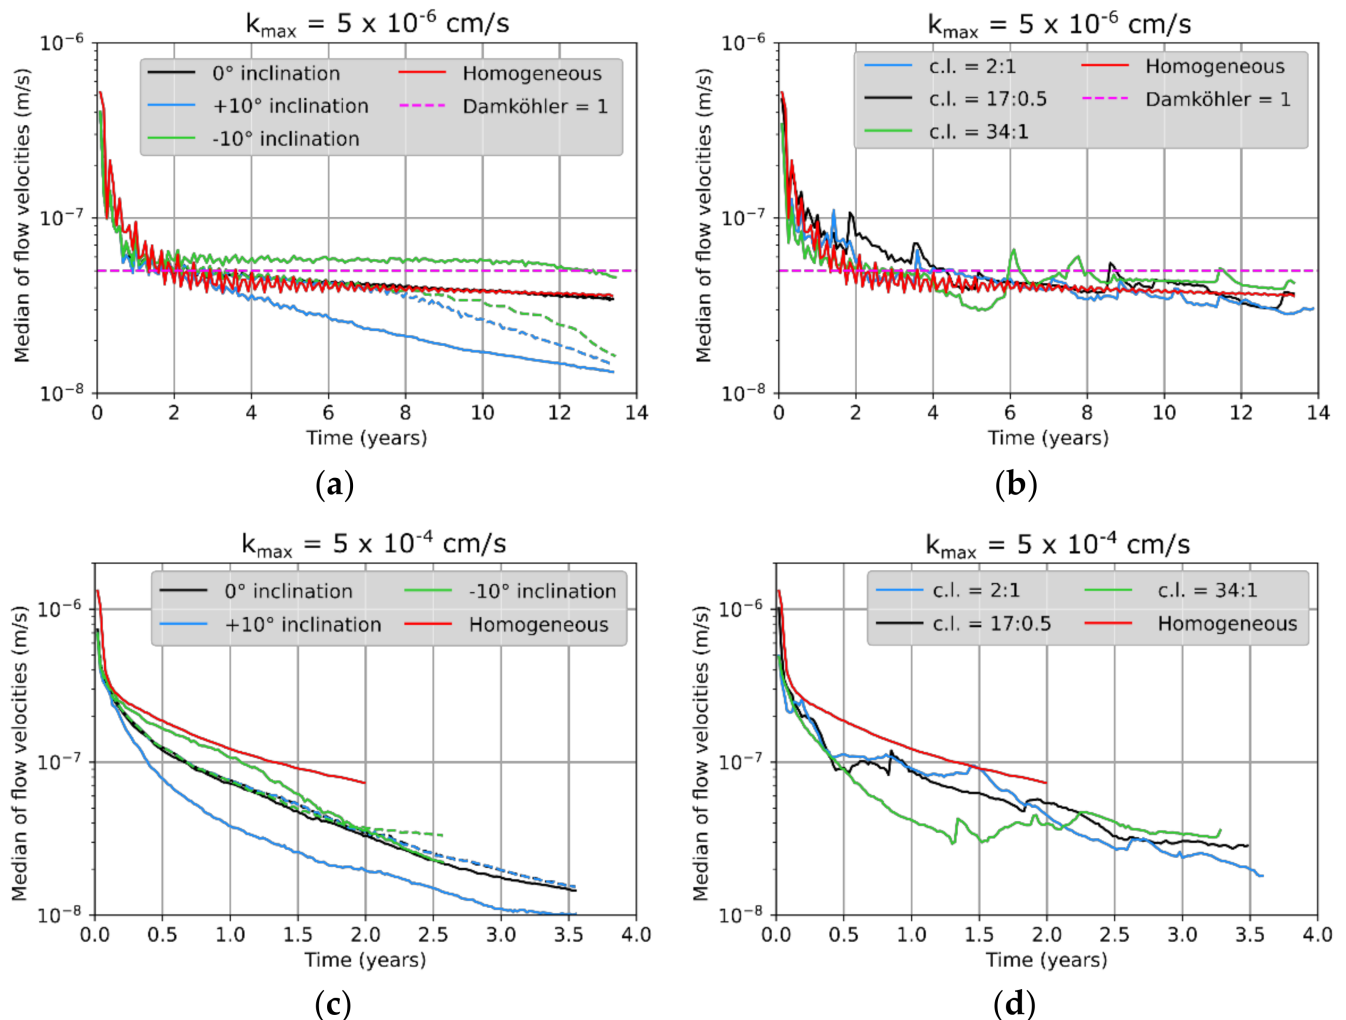 k_max = 5 x 10^-6 cm/s
Median of flow velocities (m/s)
10^-6
10^-7
10^-8
0° inclination
+10° inclination
-10° inclination
Homogeneous
Damköhler = 1
0 2 4 6 8 10 12 14
Time (years)
(a)
k_max = 5 x 10^-6 cm/s
Median of flow velocities (m/s)
10^-6
10^-7
10^-8
c.l. = 2:1
c.l. = 17:0.5
c.l. = 34:1
Homogeneous
Damköhler = 1
0 2 4 6 8 10 12 14
Time (years)
(b)
k_max = 5 x 10^-4 cm/s
Median of flow velocities (m/s)
10^-6
10^-7
10^-8
0° inclination
+10° inclination
-10° inclination
Homogeneous
0.0 0.5 1.0 1.5 2.0 2.5 3.0 3.5 4.0
Time (years)
(c)
k_max = 5 x 10^-4 cm/s
Median of flow velocities (m/s)
10^-6
10^-7
10^-8
c.l. = 2:1
c.l. = 17:0.5
c.l. = 34:1
Homogeneous
0.0 0.5 1.0 1.5 2.0 2.5 3.0 3.5 4.0
Time (years)
(d)